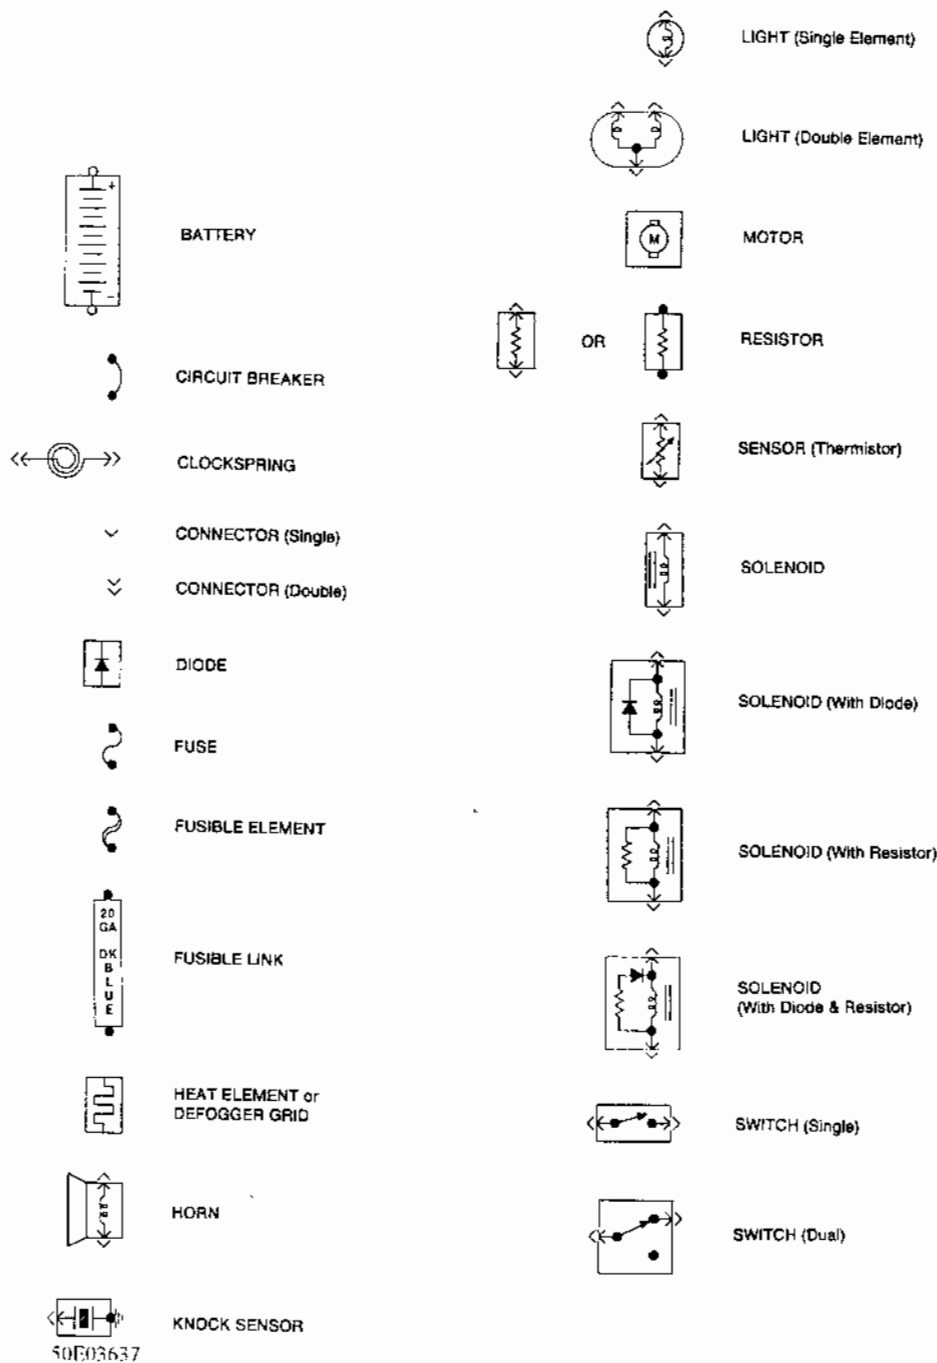 BATTERY
+
-
CIRCUIT BREAKER
CLOCKSPRING
CONNECTOR (Single)
CONNECTOR (Double)
DIODE
FUSE
FUSIBLE ELEMENT
20
GA
DK
B
L
U
E
FUSIBLE LINK
HEAT ELEMENT or
DEFOGGER GRID
HORN
KNOCK SENSOR
50E03637
LIGHT (Single Element)
LIGHT (Double Element)
M
MOTOR
OR
RESISTOR
SENSOR (Thermistor)
SOLENOID
SOLENOID (With Diode)
SOLENOID (With Resistor)
SOLENOID
(With Diode & Resistor)
SWITCH (Single)
SWITCH (Dual)